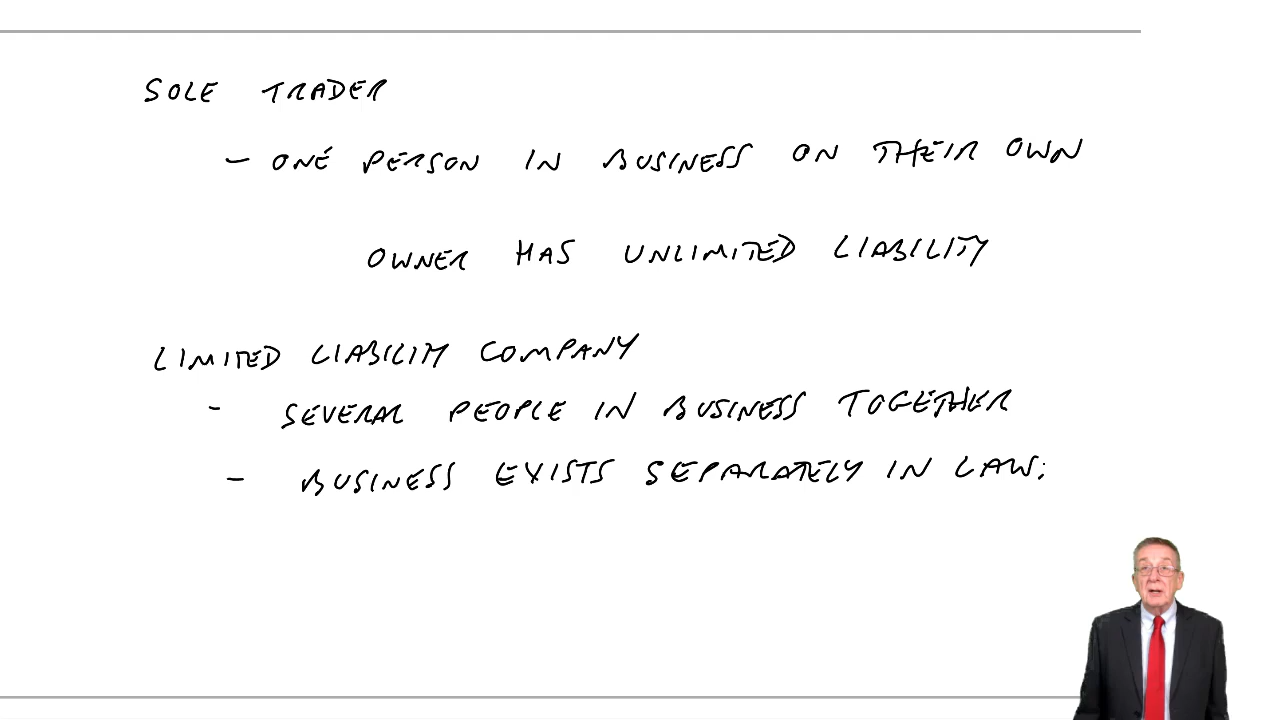 SOLE TRADER
- ONE PERSON IN BUSINESS ON THEIR OWN
OWNER HAS UNLIMITED LIABILITY
LIMITED LIABILITY COMPANY
- SEVERAL PEOPLE IN BUSINESS TOGETHER
- BUSINESS EXISTS SEPARATELY IN LAW: